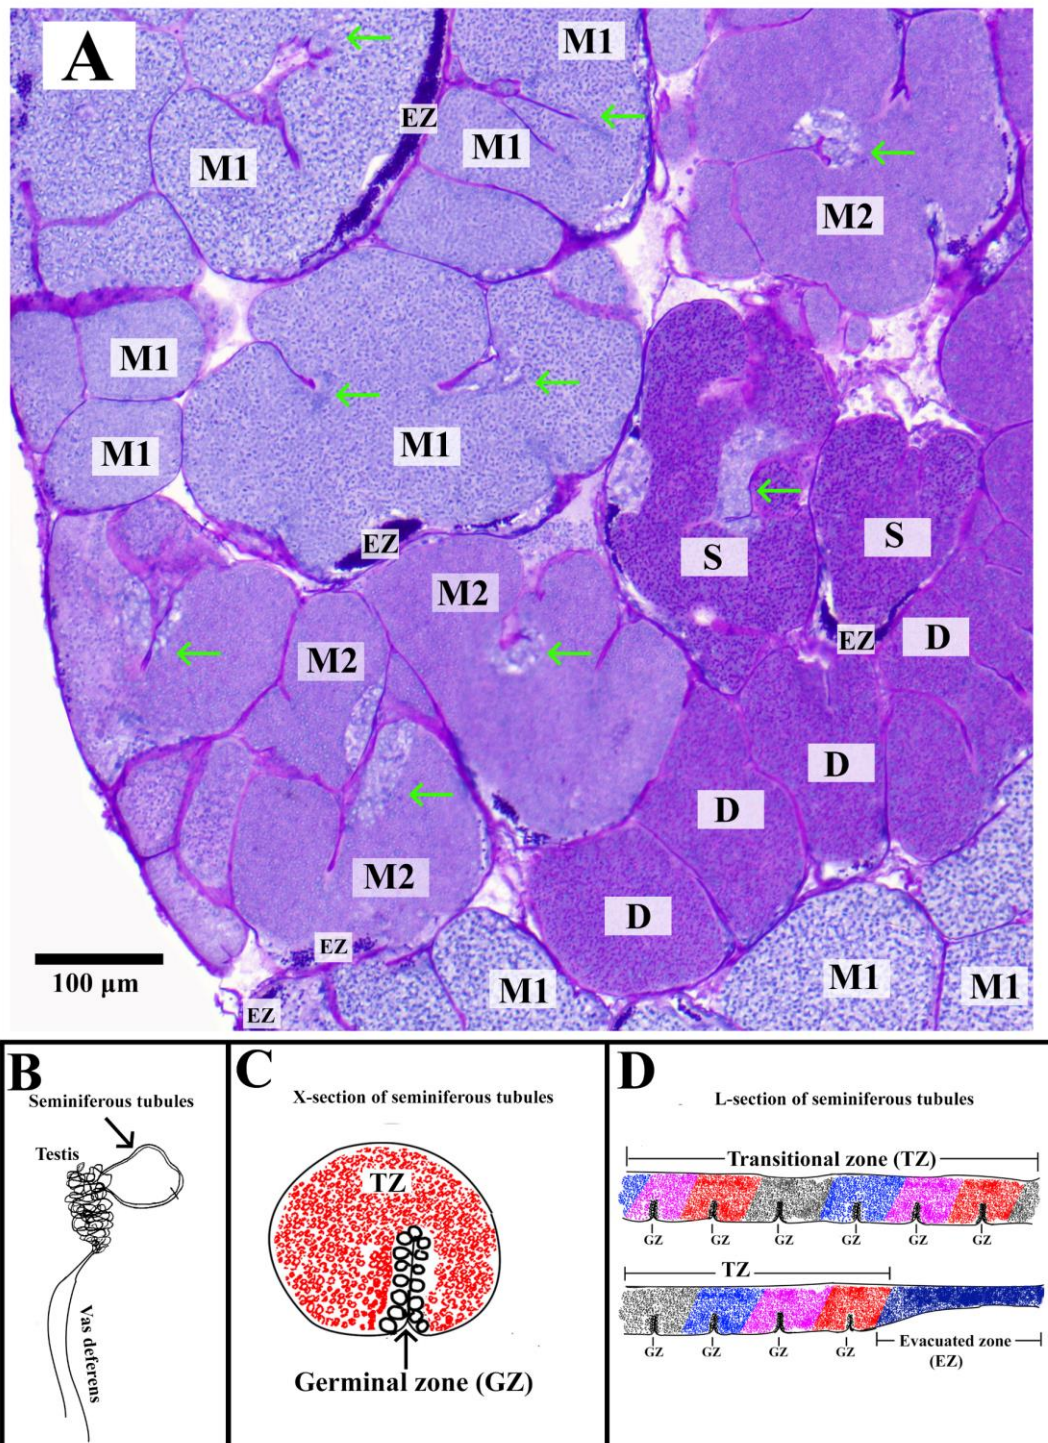 A
M1
EZ
M1
M1
M1
M2
M1
M1
M1
S
S
EZ
M2
EZ
D
M2
D
D
M2
D
EZ
100 µm
M1
M1
M1
EZ
B
Seminiferous tubules
Testis
Vas deferens
C
X-section of seminiferous tubules
TZ
Germinal zone (GZ)
D
L-section of seminiferous tubules
Transitional zone (TZ)
GZ GZ GZ GZ GZ GZ
TZ
GZ GZ GZ GZ
Evacuated zone
(EZ)